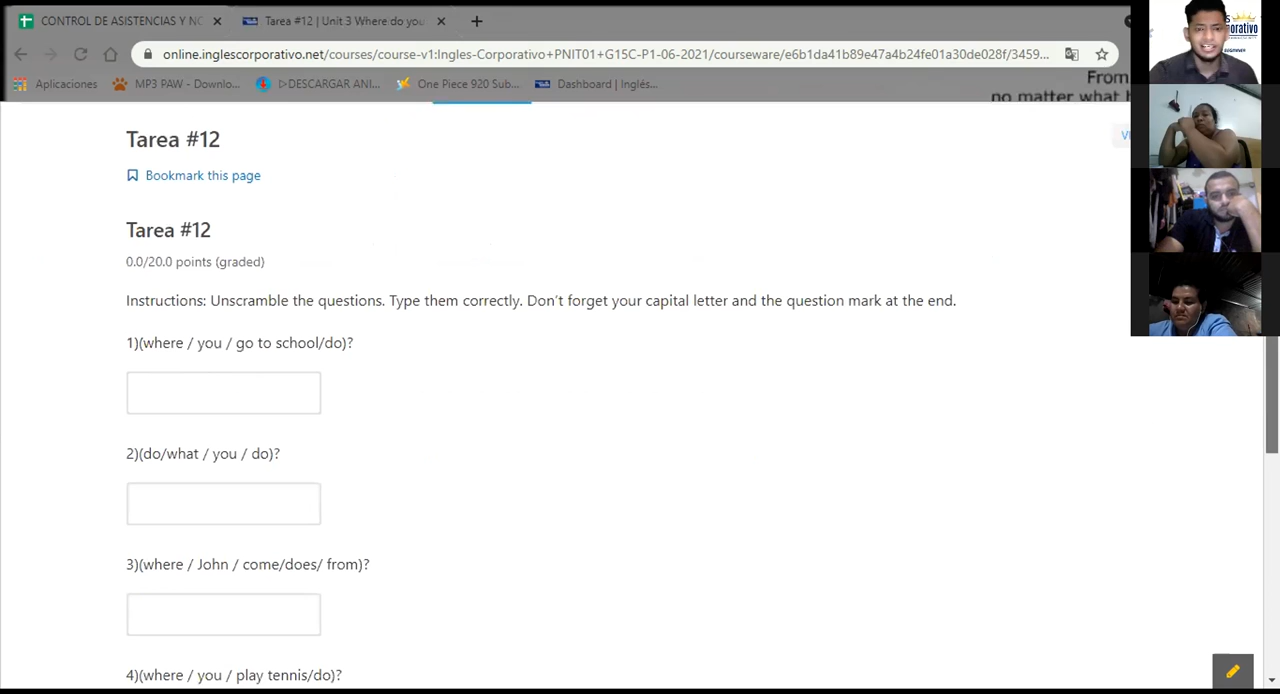 CONTROL DE ASISTENCIAS Y NO
Tarea #12 | Unit 3 Where do you
online.inglescorporativo.net/courses/course-v1:Ingles-Corporativo+PNIT01+G15C-P1-06-2021/courseware/e6b1da41b89e47a4b24fe01a30de028f/3459...
Aplicaciones
MP3 PAW - Downlo...
▷DESCARGAR ANI...
One Piece 920 Sub...
Dashboard | Inglés...
From
no matter what
Tarea #12
Bookmark this page
Tarea #12
0.0/20.0 points (graded)
Instructions: Unscramble the questions. Type them correctly. Don't forget your capital letter and the question mark at the end.
1)(where / you / go to school/do)?
2)(do/what / you / do)?
3)(where / John / come/does/ from)?
4)(where / you / play tennis/do)?